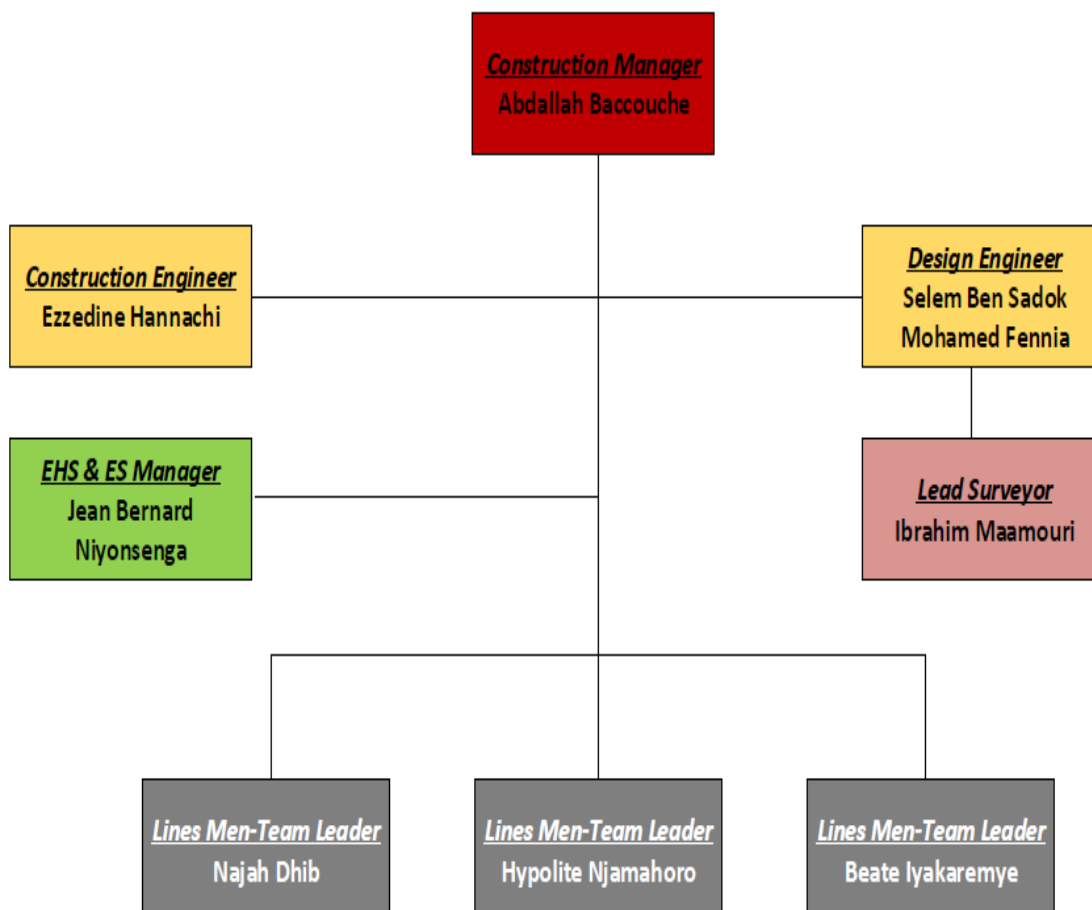 Construction Manager
Abdallah Baccouche
Construction Engineer
Ezzedine Hannachi
Design Engineer
Selem Ben Sadok
Mohamed Fennia
EHS & ES Manager
Jean Bernard
Niyonsenga
Lead Surveyor
Ibrahim Maamouri
Lines Men-Team Leader
Najah Dhib
Lines Men-Team Leader
Hypolite Njamahoro
Lines Men-Team Leader
Beate Iyakaremye